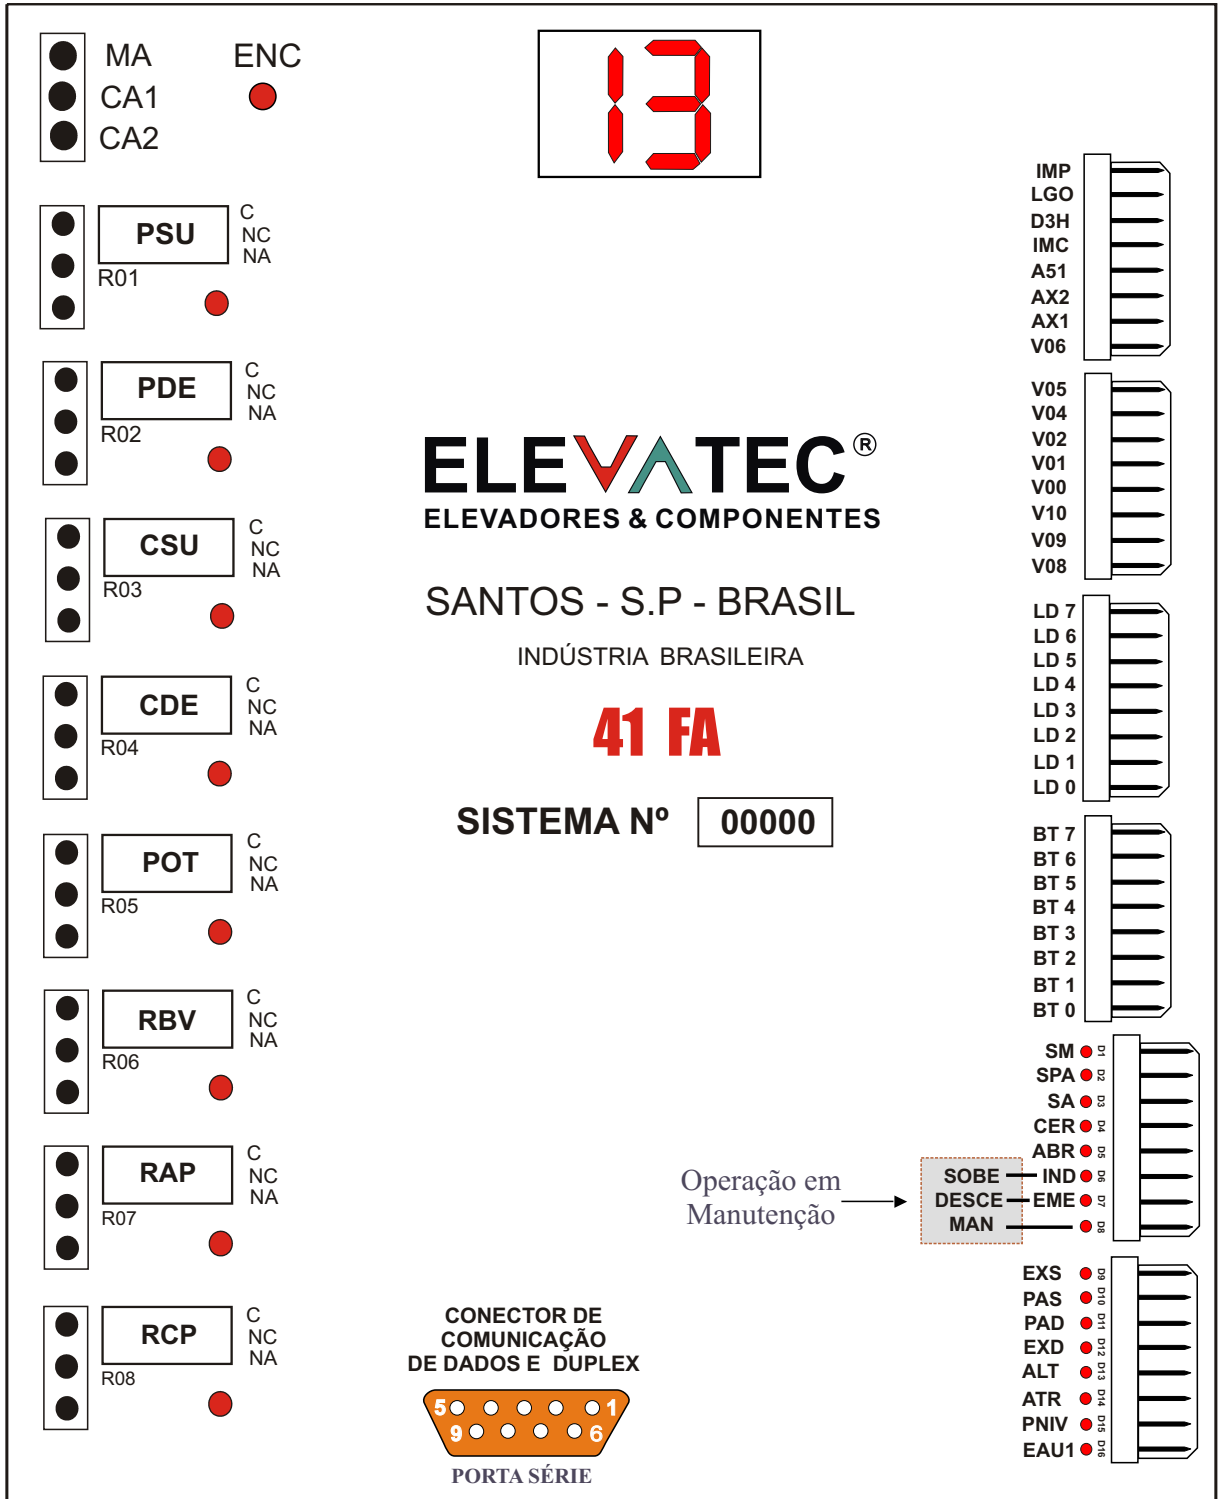 MA ENC
CA1
CA2
13
PSU
C
NC
NA
R01
PDE
C
NC
NA
R02
CSU
C
NC
NA
R03
CDE
C
NC
NA
R04
POT
C
NC
NA
R05
RBV
C
NC
NA
R06
RAP
C
NC
NA
R07
RCP
C
NC
NA
R08
ELEVATEC®
ELEVADORES & COMPONENTES
SANTOS - S.P - BRASIL
INDÚSTRIA BRASILEIRA
41 FA
SISTEMA Nº 00000
IMP
LGO
D3H
IMC
A51
AX2
AX1
V06
V05
V04
V02
V01
V00
V10
V09
V08
LD 7
LD 6
LD 5
LD 4
LD 3
LD 2
LD 1
LD 0
BT 7
BT 6
BT 5
BT 4
BT 3
BT 2
BT 1
BT 0
SM D1
SPA D2
SA D3
CER D4
ABR D5
Operação em
Manutenção
SOBE IND D6
DESCE EME D7
MAN D8
EXS D9
PAS D10
PAD D11
EXD D12
ALT D13
ATR D14
PNIV D15
EAU1 D16
CONECTOR DE
COMUNICAÇÃO
DE DADOS E DUPLEX
5 1
9 6
PORTA SÉRIE